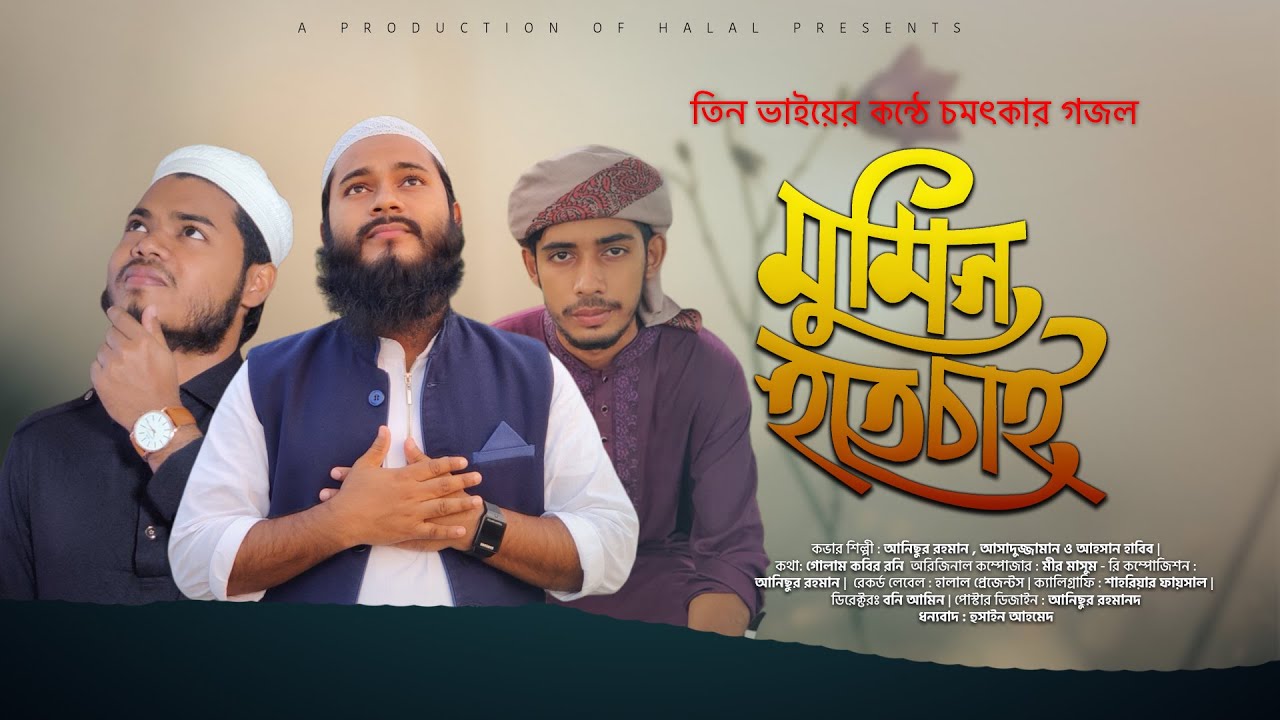 A PRODUCTION OF HALAL PRESENTS
তিন ভাইয়ের কন্ঠে চমৎকার গজল
মুমিন
হতে চাই
কভার শিল্পী : আনিছুর রহমান , আসাদুজ্জামান ও আহসান হাবিব |
কথা: গোলাম কবির রনি অরিজিনাল কম্পোজার : মীর মাসুম - রি কম্পোজিশন :
আনিছুর রহমান | রেকর্ড লেবেল : হালাল প্রেজেন্টস | ক্যালিগ্রাফি : শাহরিয়ার ফায়সাল |
ডিরেক্টরঃ বনি আমিন | পোস্টার ডিজাইন : আনিছুর রহমানদ
ধন্যবাদ : হুসাইন আহমেদ